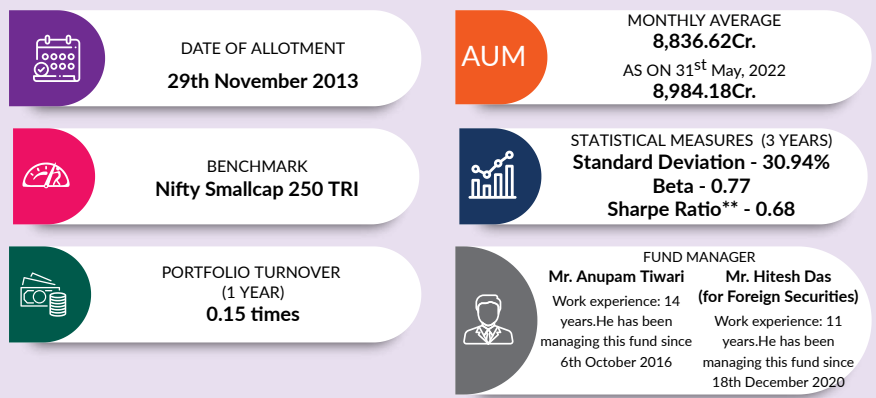 DATE OF ALLOTMENT
29th November 2013
AUM
MONTHLY AVERAGE
8,836.62Cr.
AS ON 31st May, 2022
8,984.18Cr.
BENCHMARK
Nifty Smallcap 250 TRI
STATISTICAL MEASURES (3 YEARS)
Standard Deviation - 30.94%
Beta - 0.77
Sharpe Ratio** - 0.68
PORTFOLIO TURNOVER
(1 YEAR)
0.15 times
FUND MANAGER
Mr. Anupam Tiwari
Work experience: 14
years.He has been
managing this fund since
6th October 2016
Mr. Hitesh Das
(for Foreign Securities)
Work experience: 11
years.He has been
managing this fund since
18th December 2020